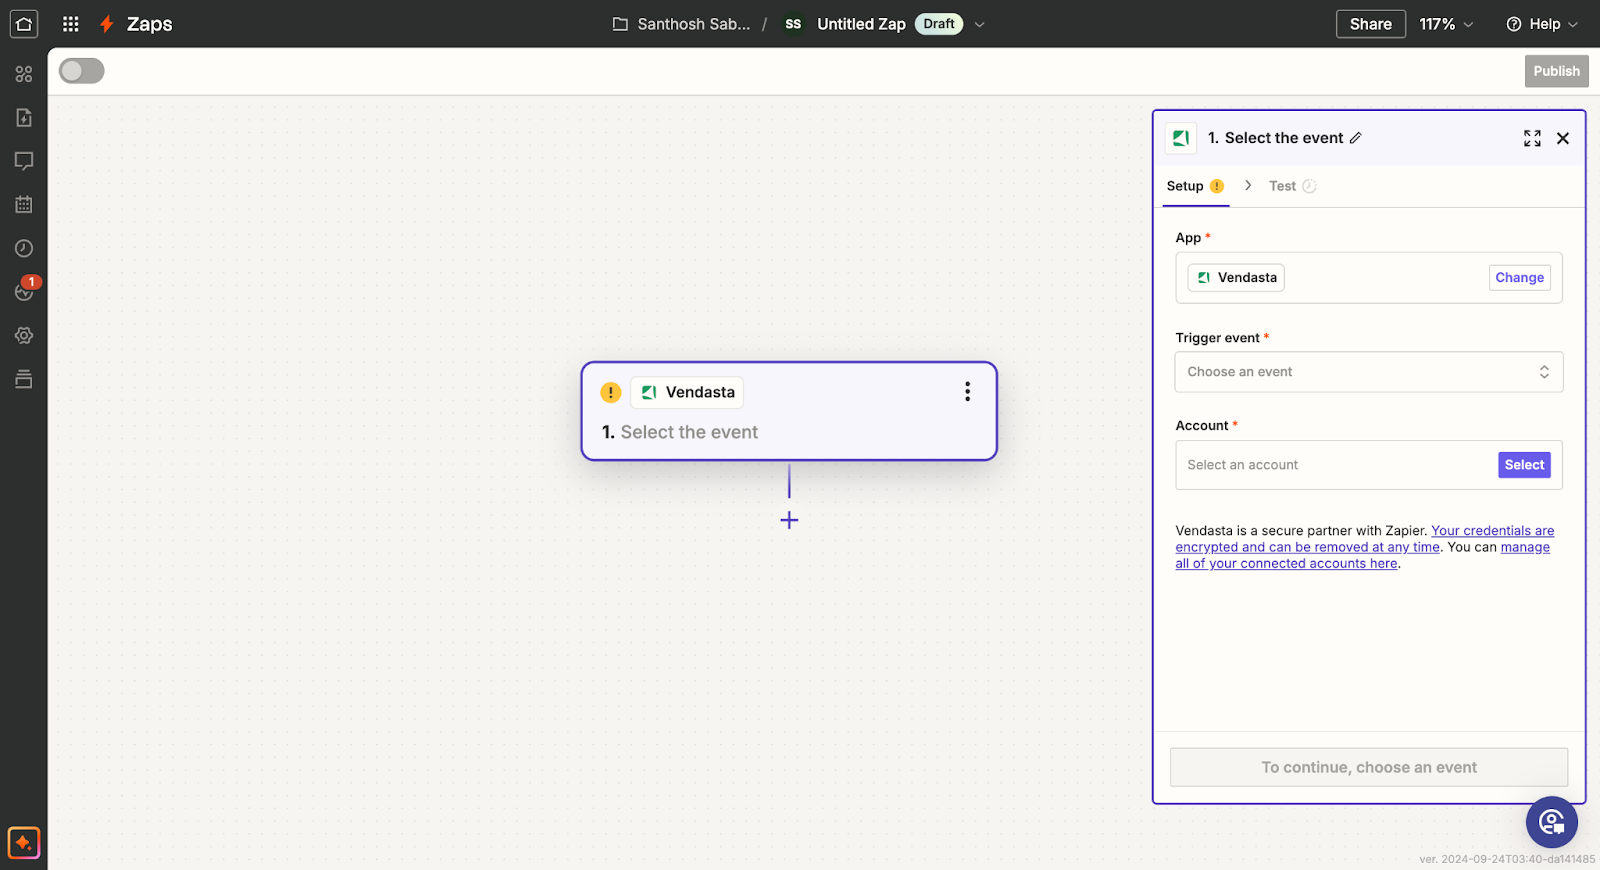 Zaps
Santhosh Sab... / SS Untitled Zap Draft
Share 117% Help
Publish
1
1. Select the event
Setup ! > Test
App *
Vendasta Change
Trigger event *
Choose an event
Account *
Select an account Select
Vendasta is a secure partner with Zapier. Your credentials are
encrypted and can be removed at any time. You can manage
all of your connected accounts here.
To continue, choose an event
! Vendasta
1. Select the event
ver. 2024-09-24T03:40-da141485